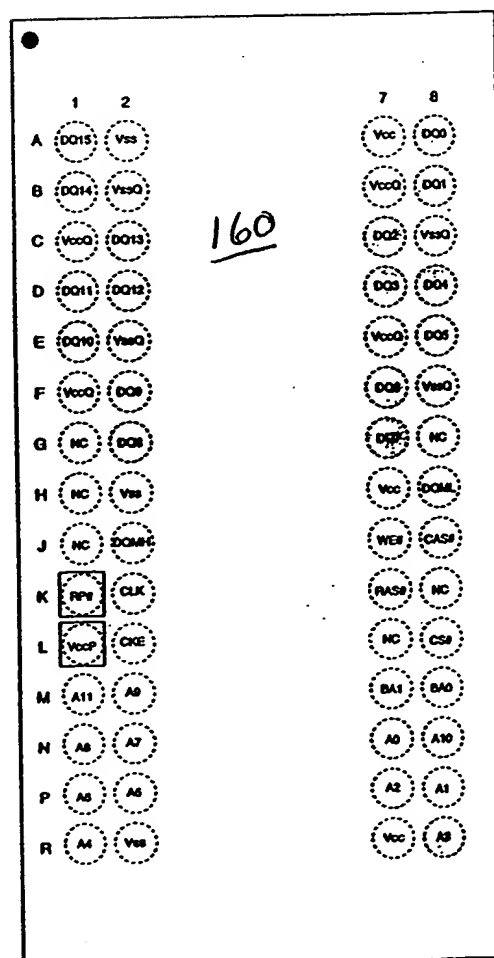 1 2 7 8
A DQ15 Vss Vcc DQ0
B DQ14 VssQ VccQ DQ1
160
C VccQ DQ13 DQ2 VssQ
D DQ11 DQ12 DQ3 DQ4
E DQ10 VssQ VccQ DQ5
F VccQ DQ9 DQ6 VssQ
G NC DQ8 DQ7 NC
H NC Vss Vcc DQML
J NC DQMH WE# CAS#
K RP# CLK RAS# NC
L VccP CKE NC CS#
M A11 A9 BA1 BA0
N A8 A7 A0 A10
P A5 A6 A2 A1
R A4 Vss Vcc A3